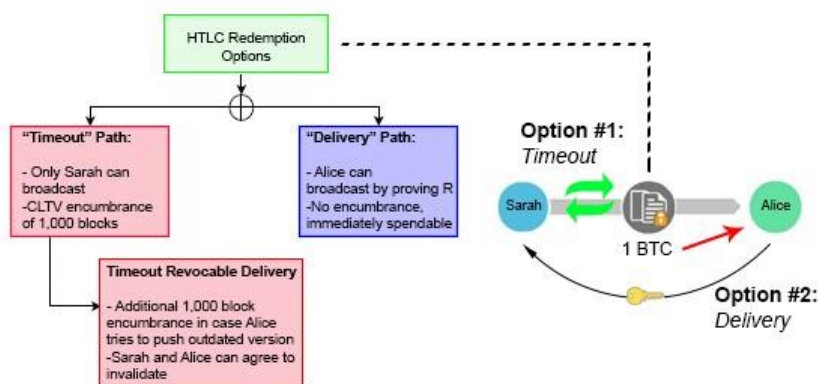 HTLC Redemption
Options
“Timeout” Path:
- Only Sarah can
broadcast
-CLTV encumbrance
of 1,000 blocks
“Delivery” Path:
- Alice can
broadcast by proving R
-No encumbrance,
immediately spendable
Timeout Revocable Delivery
- Additional 1,000 block
encumbrance in case Alice
tries to push outdated version
-Sarah and Alice can agree to
invalidate
Option #1:
Timeout
Sarah
Alice
1 BTC
Option #2:
Delivery